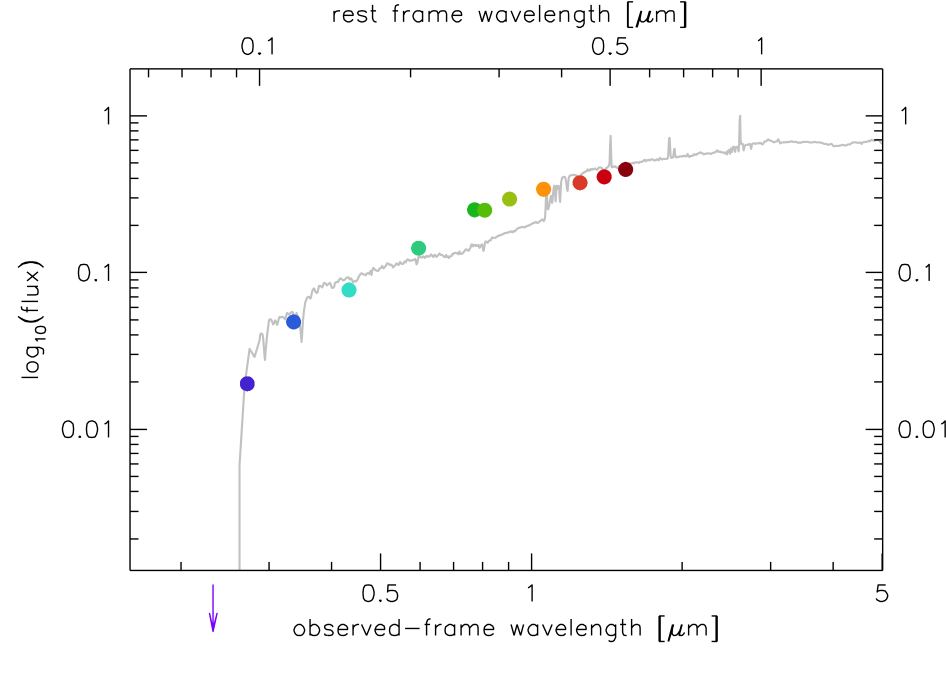 rest frame wavelength [μm]
0.1 0.5 1
1 1
0.1 0.1
log10(flux)
0.01 0.01
0.5 1 5
observed-frame wavelength [μm]